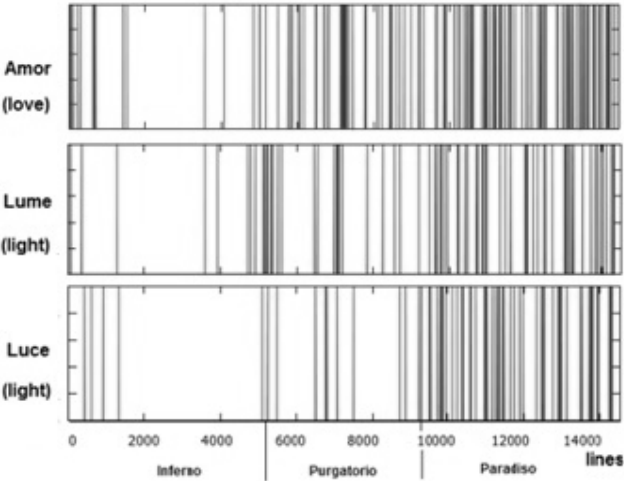 Amor
(love)
Lume
(light)
Luce
(light)
0 2000 4000 6000 8000 10000 12000 14000
lines
Inferno Purgatorio Paradiso